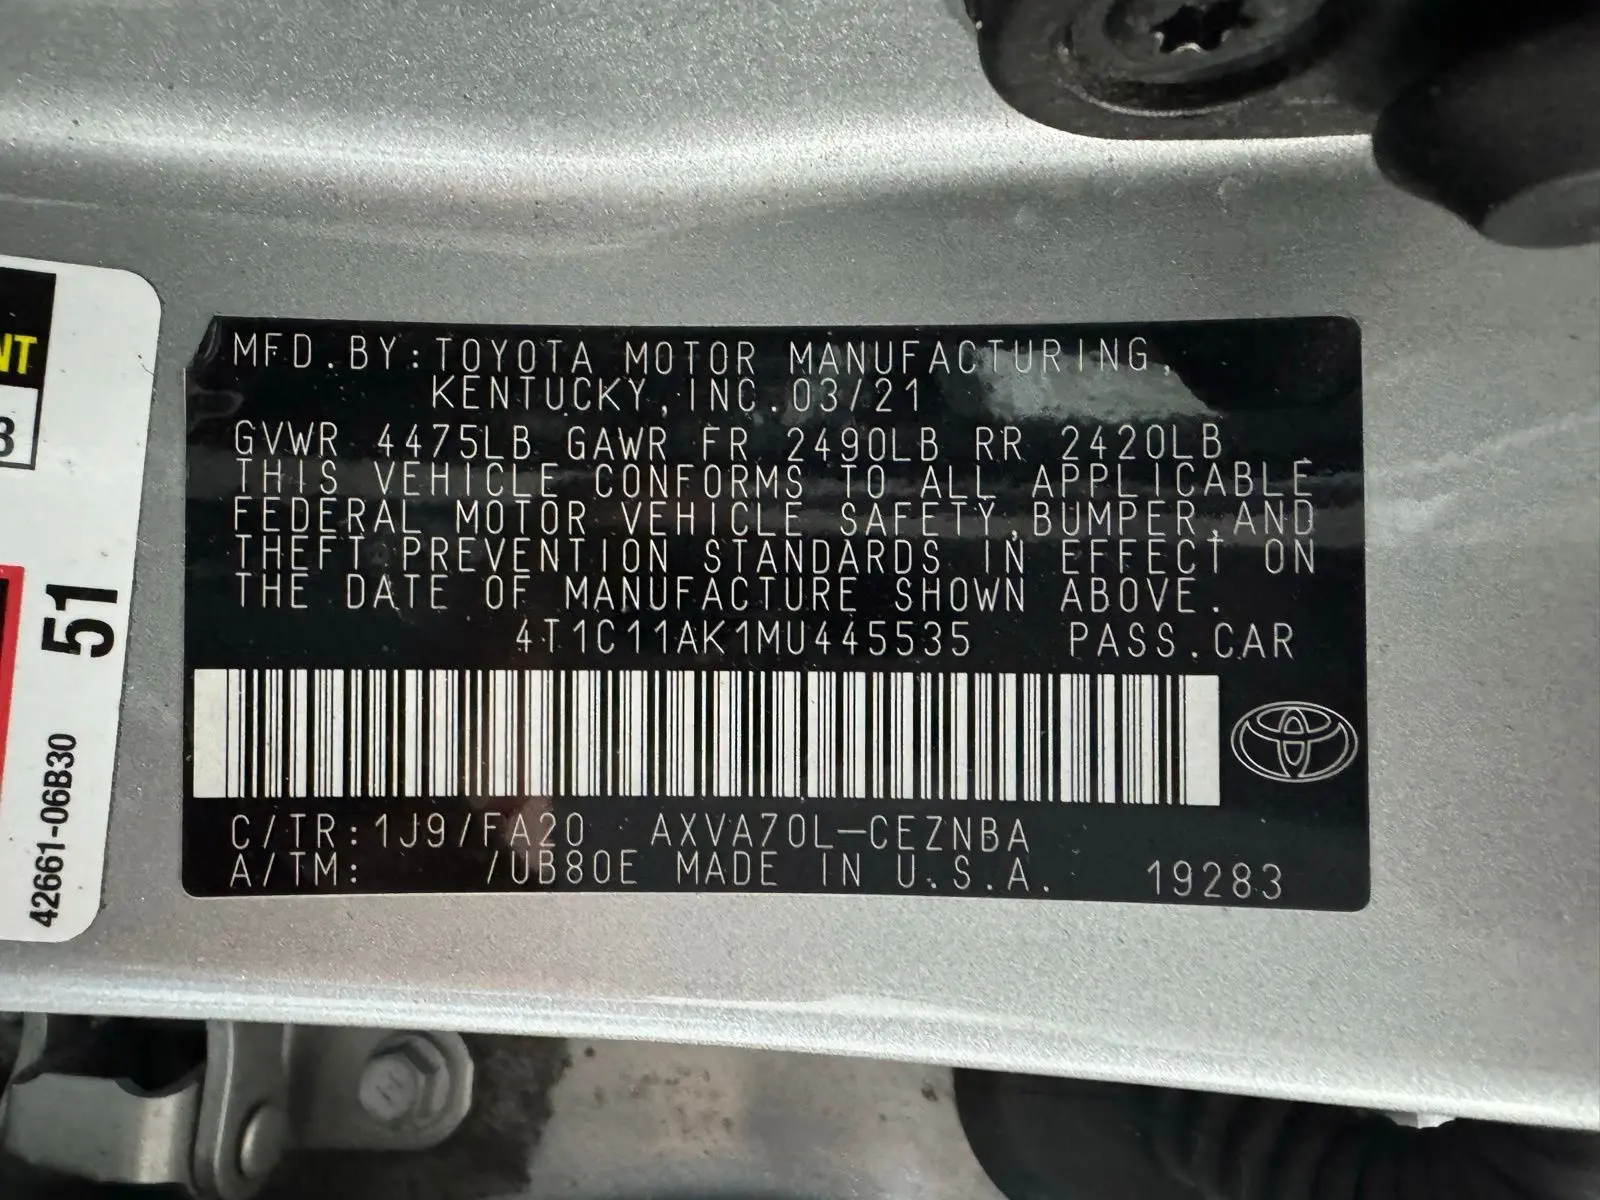 MFD.BY:TOYOTA MOTOR MANUFACTURING,
KENTUCKY,INC.03/21
GVWR 4475LB GAWR FR 2490LB RR 2420LB
THIS VEHICLE CONFORMS TO ALL APPLICABLE
FEDERAL MOTOR VEHICLE SAFETY,BUMPER,AND
THEFT PREVENTION STANDARDS IN EFFECT ON
THE DATE OF MANUFACTURE SHOWN ABOVE.
4T1C11AK1MU445535 PASS.CAR
C/TR:1J9/FA20 AXVA70L-CEZNBA
A/TM: /UB80E MADE IN U.S.A. 19283
NT
3
51
42661-06B30